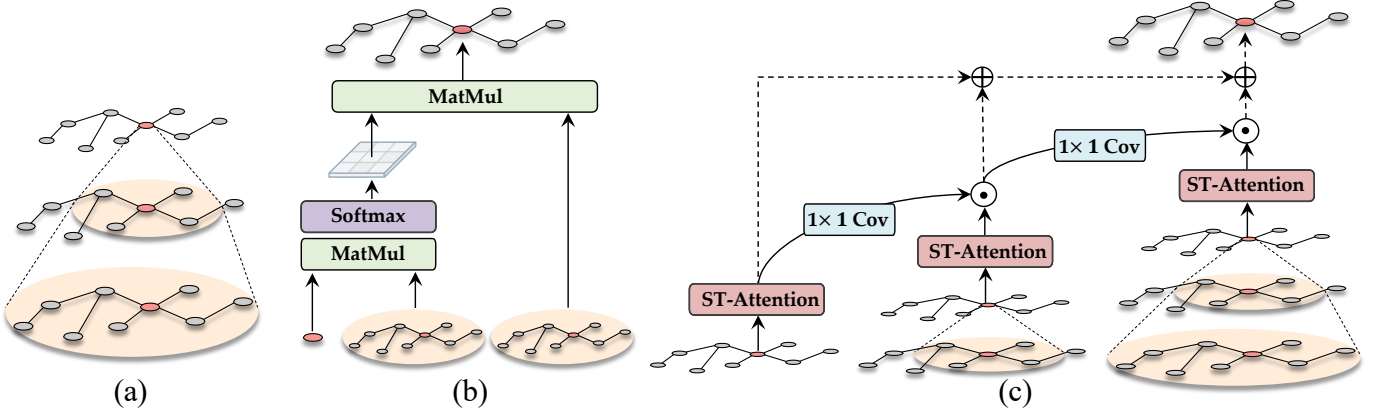 MatMul
Softmax
MatMul
1× 1 Cov
ST-Attention
1× 1 Cov
ST-Attention
ST-Attention
(a)
(b)
(c)